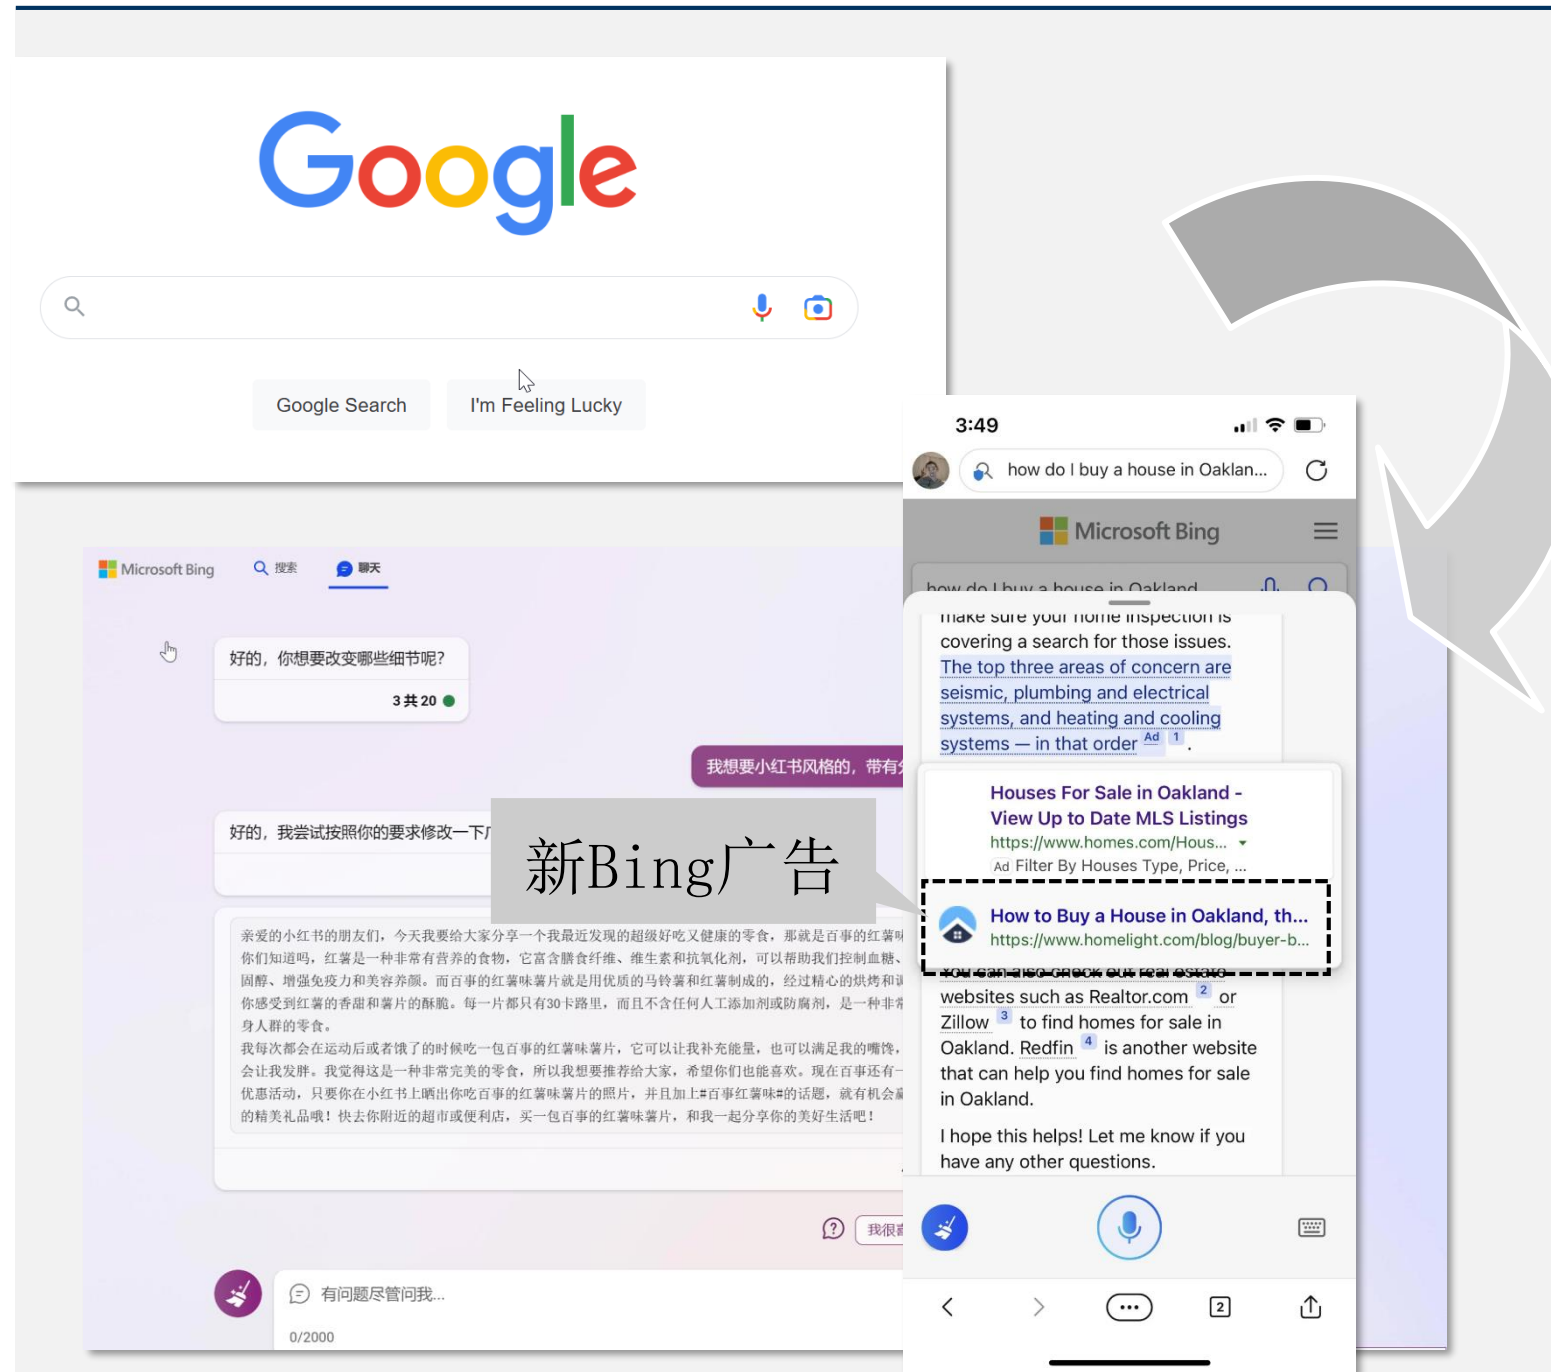 Google
Google Search
I'm Feeling Lucky
Microsoft Bing
搜索
聊天
好的，你想要改变哪些细节呢？
3 共 20
我想要小红书风格的，带有
好的，我尝试按照你的要求修改一下
新Bing广告
亲爱的小红书的朋友们，今天我要给大家分享一个我最近发现的超级好吃又健康的零食，那就是百事的红薯味
你们知道吗，红薯是一种非常有营养的食物，它富含膳食纤维、维生素和抗氧化剂，可以帮助我们控制血糖、
固醇、增强免疫力和美容养颜。而百事的红薯味薯片就是用优质的马铃薯和红薯制成的，经过精心的烘烤和
你感受到红薯的香甜和薯片的酥脆。每一片都只有30卡路里，而且不含任何人工添加剂或防腐剂，是一种非常
身人群的零食。
我每次都会在运动后或者饿了的时候吃一包百事的红薯味薯片，它可以让我补充能量，也可以满足我的嘴馋，
会让我发胖。我觉得这是一种非常完美的零食，所以我想要推荐给大家，希望你们也能喜欢。现在百事还有一
优惠活动，只要你在小红书上晒出你吃百事的红薯味薯片的照片，并且加上#百事红薯味#的话题，就有机会赢
的精美礼品哦！快去你附近的超市或便利店，买一包百事的红薯味薯片，和我一起分享你的美好生活吧！
我很喜
有问题尽管问我...
0/2000
3:49
how do I buy a house in Oaklan...
Microsoft Bing
how do I buy a house in Oakland
make sure your home inspection is
covering a search for those issues.
The top three areas of concern are
seismic, plumbing and electrical
systems, and heating and cooling
systems — in that order Ad 1 .
Houses For Sale in Oakland -
View Up to Date MLS Listings
https://www.homes.com/Hous...
Ad Filter By Houses Type, Price, ...
How to Buy a House in Oakland, th...
https://www.homelight.com/blog/buyer-b...
You can also check out real estate
websites such as Realtor.com 2 or
Zillow 3 to find homes for sale in
Oakland. Redfin 4 is another website
that can help you find homes for sale
in Oakland.
I hope this helps! Let me know if you
have any other questions.
2